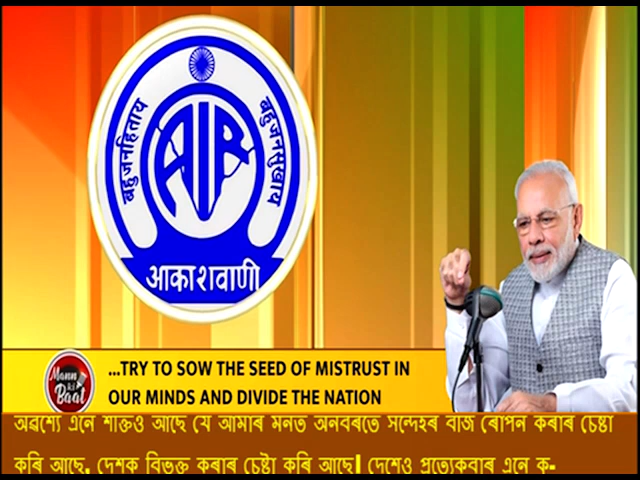 बहुजनहिताय
बहुजनसुखाय
AIR
आकाशवाणी
Mann
ki
Baat
...TRY TO SOW THE SEED OF MISTRUST IN
OUR MINDS AND DIVIDE THE NATION
অৱশ্যে এনে শক্তিও আছে যে আমাৰ মনত অনবৰতে সন্দেহৰ বীজ ৰোপন কৰাৰ চেষ্টা
কৰি আছে, দেশক বিভক্ত কৰাৰ চেষ্টা কৰি আছে। দেশেও প্ৰত্যেকবাৰ এনে ক-